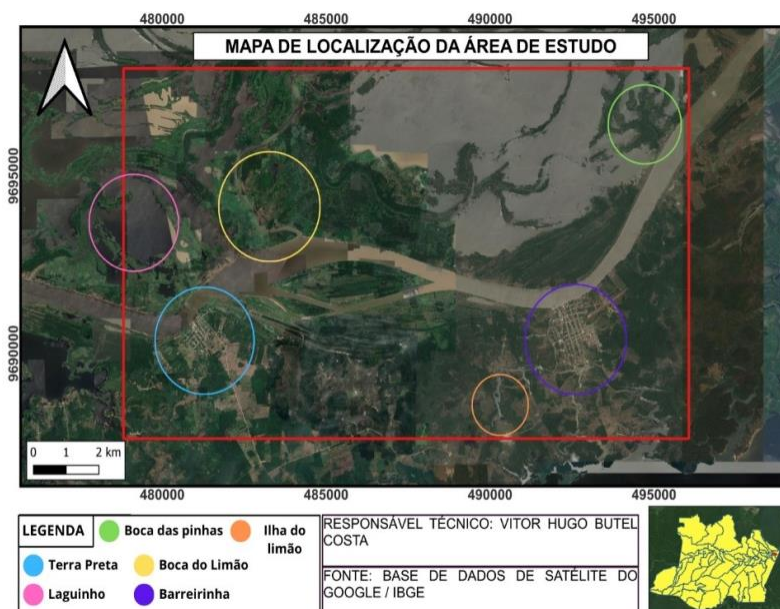 480000 485000 490000 495000
MAPA DE LOCALIZAÇÃO DA ÁREA DE ESTUDO
9695000
9690000
0 1 2 km
480000 485000 490000 495000
LEGENDA
Boca das pinhas
Ilha do
limão
Terra Preta
Boca do Limão
Laguinho
Barreirinha
RESPONSÁVEL TÉCNICO: VITOR HUGO BUTEL
COSTA
FONTE: BASE DE DADOS DE SATÉLITE DO
GOOGLE / IBGE